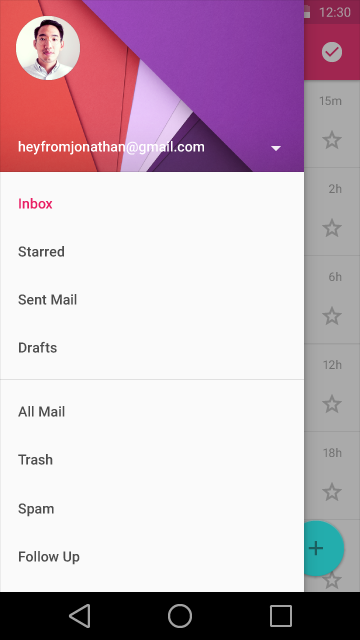 12:30
heyfromjonathan@gmail.com
Inbox
Starred
Sent Mail
Drafts
All Mail
Trash
Spam
Follow Up
15m
2h
6h
12h
18h